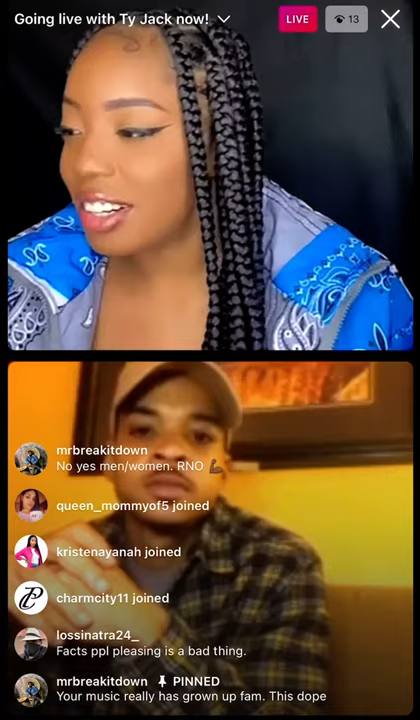 Going live with Ty Jack now!
LIVE
13
mrbreakitdown
No yes men/women. RNO 💪🏾
queen_mommyof5 joined
kristenayanah joined
charmcity11 joined
lossinatra24_
Facts ppl pleasing is a bad thing.
mrbreakitdown PINNED
Your music really has grown up fam. This dope